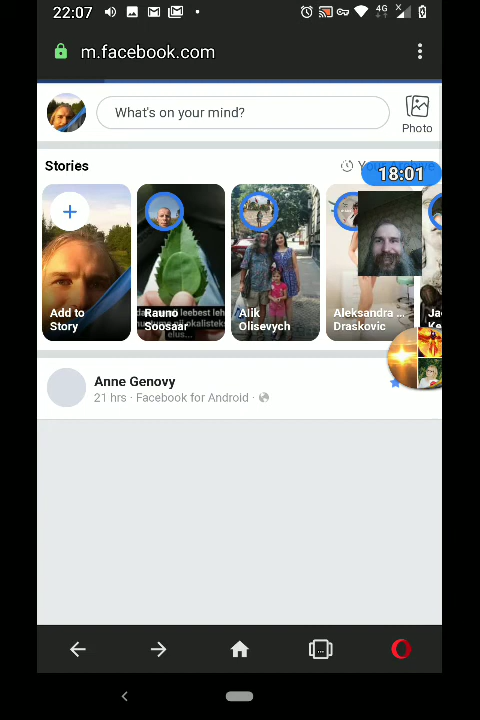 22:07
4G
m.facebook.com
What's on your mind?
Photo
Stories
18:01
Add to
Story
Rauno
Soosaar
Alik
Olisevych
Aleksandra ...
Draskovic
Anne Genovy
21 hrs · Facebook for Android ·